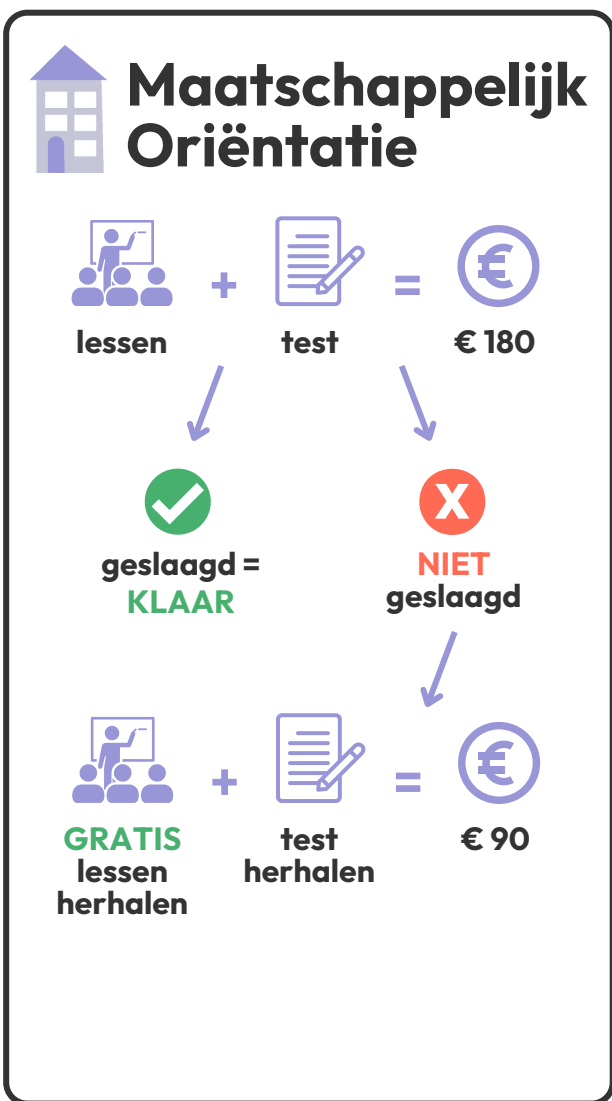 Maatschappelijk
Oriëntatie
+ =
lessen test € 180
geslaagd =
KLAAR
X
NIET
geslaagd
+ =
GRATIS
lessen
herhalen
test
herhalen
€ 90